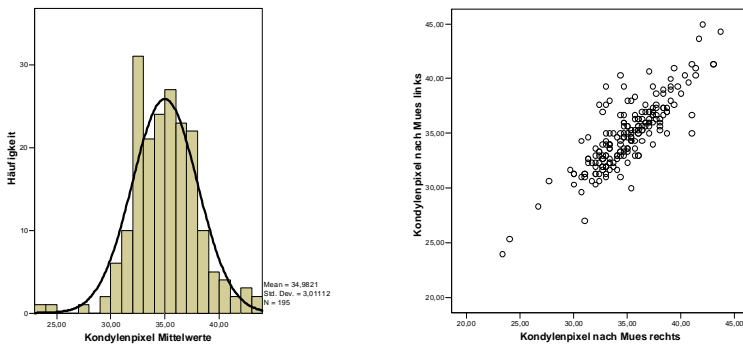 Häufigkeit
30
20
10
0
25,00
30,00
35,00
40,00
Kondylenpixel Mittelwerte
Mean = 34,9821
Std. Dev. = 3,01112
N = 195
Kondylenpixel nach Mues links
45,00
40,00
35,00
30,00
25,00
20,00
20,00
25,00
30,00
35,00
40,00
45,00
Kondylenpixel nach Mues rechts